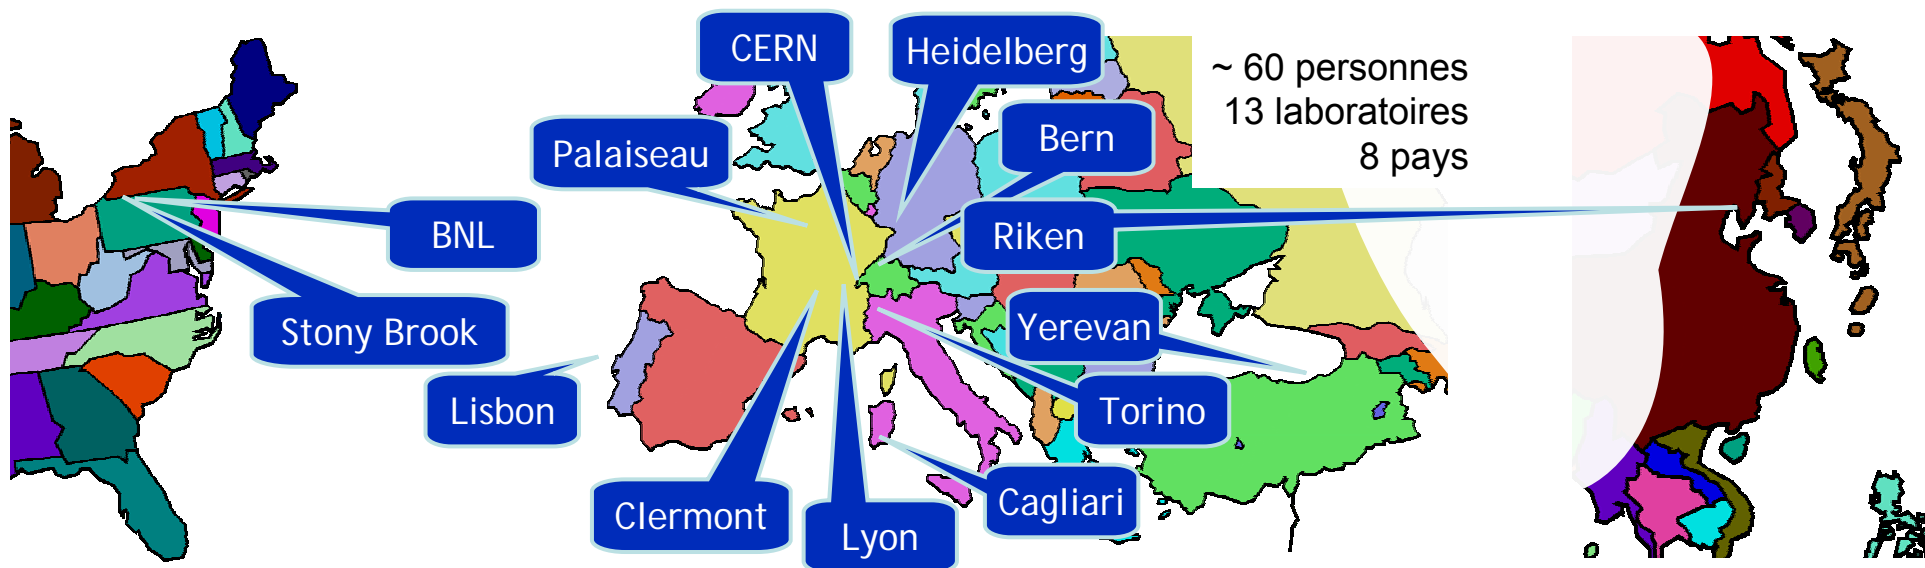 CERN
Heidelberg
~ 60 personnes
13 laboratoires
8 pays
Palaiseau
Bern
BNL
Riken
Stony Brook
Yerevan
Lisbon
Torino
Clermont
Lyon
Cagliari